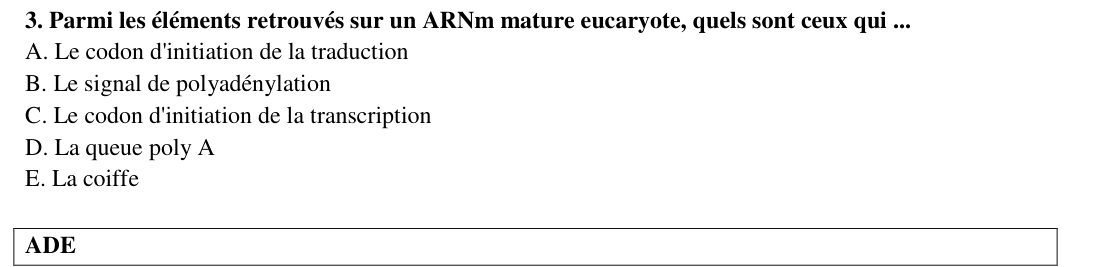 3. Parmi les éléments retrouvés sur un ARNm mature eucaryote, quels sont ceux qui ...
A. Le codon d'initiation de la traduction
B. Le signal de polyadénylation
C. Le codon d'initiation de la transcription
D. La queue poly A
E. La coiffe
ADE